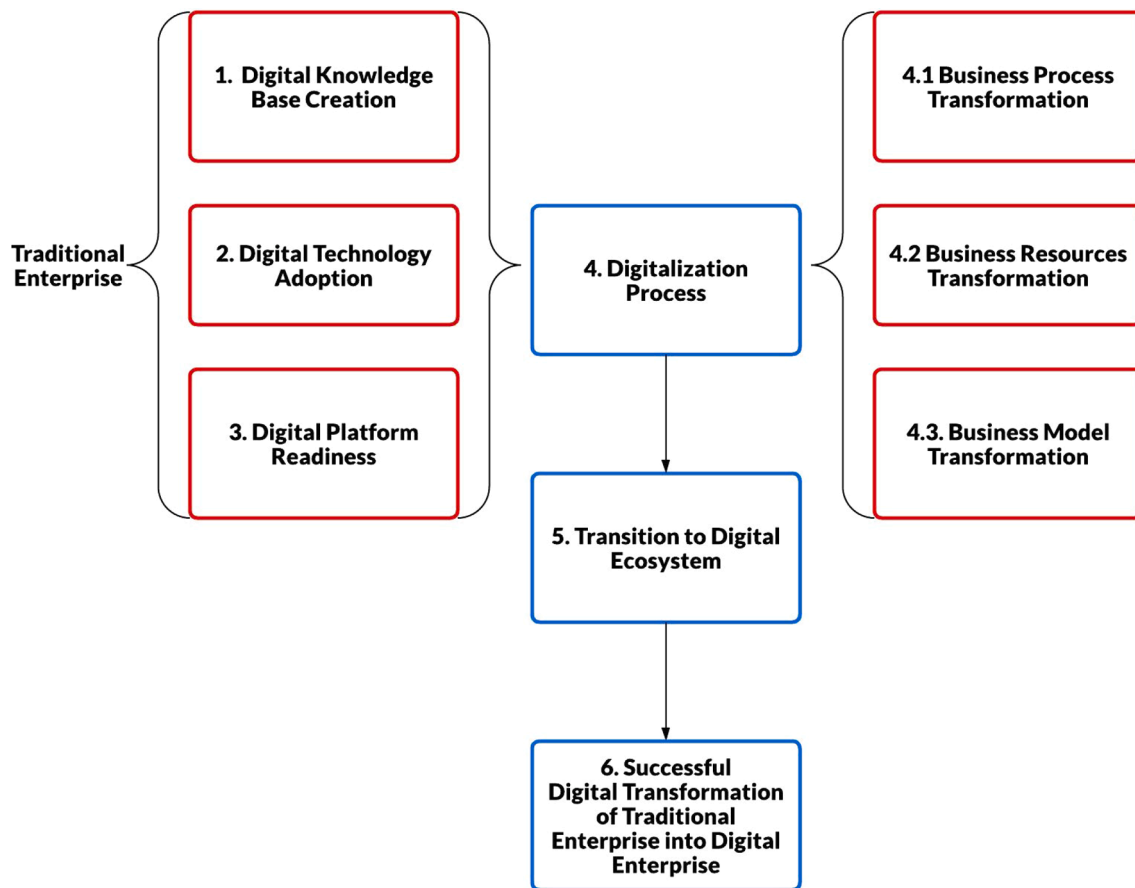 Traditional
Enterprise
1. Digital Knowledge
Base Creation
2. Digital Technology
Adoption
3. Digital Platform
Readiness
4. Digitalization
Process
4.1 Business Process
Transformation
4.2 Business Resources
Transformation
4.3. Business Model
Transformation
5. Transition to Digital
Ecosystem
6. Successful
Digital Transformation
of Traditional
Enterprise into Digital
Enterprise